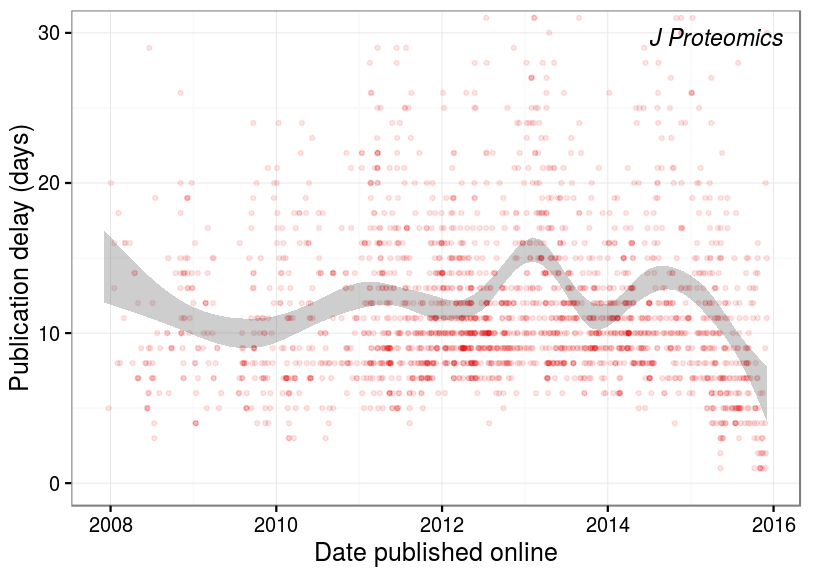 J Proteomics
30
20
10
0
Publication delay (days)
2008 2010 2012 2014 2016
Date published online